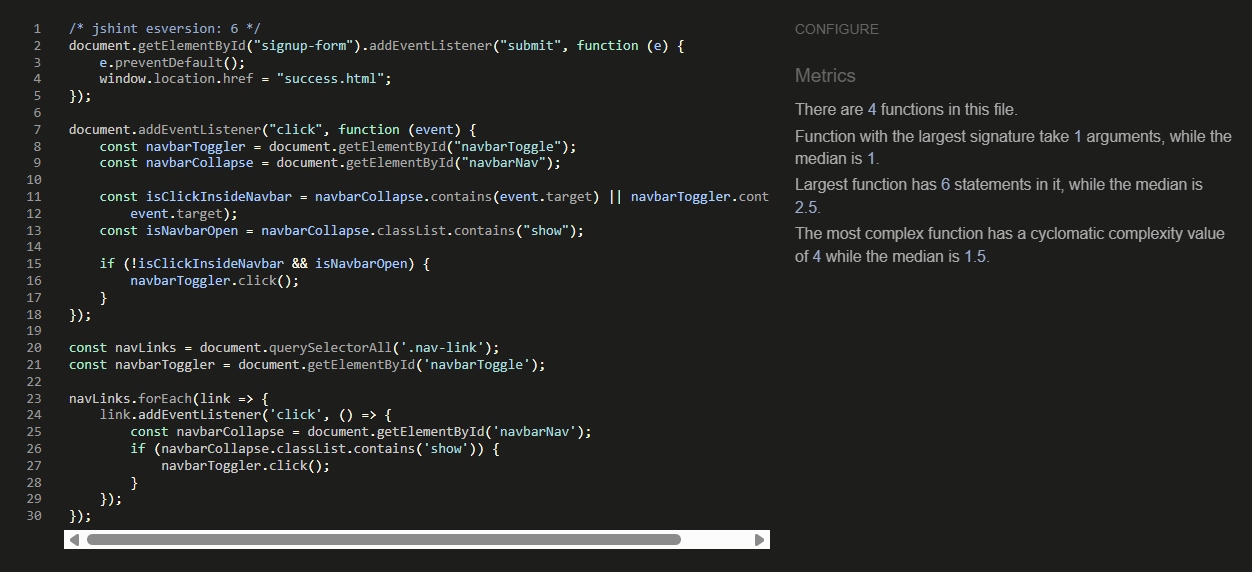 1 /* jshint esversion: 6 */
2 document.getElementById("signup-form").addEventListener("submit", function (e) {
3     e.preventDefault();
4     window.location.href = "success.html";
5 });
6
7 document.addEventListener("click", function (event) {
8     const navbarToggler = document.getElementById("navbarToggle");
9     const navbarCollapse = document.getElementById("navbarNav");
10
11     const isClickInsideNavbar = navbarCollapse.contains(event.target) || navbarToggler.cont
12         event.target);
13     const isNavbarOpen = navbarCollapse.classList.contains("show");
14
15     if (!isClickInsideNavbar && isNavbarOpen) {
16         navbarToggler.click();
17     }
18 });
19
20 const navLinks = document.querySelectorAll('.nav-link');
21 const navbarToggler = document.getElementById('navbarToggle');
22
23 navLinks.forEach(link => {
24     link.addEventListener('click', () => {
25         const navbarCollapse = document.getElementById('navbarNav');
26         if (navbarCollapse.classList.contains('show')) {
27             navbarToggler.click();
28         }
29     });
30 });
CONFIGURE
Metrics
There are 4 functions in this file.
Function with the largest signature take 1 arguments, while the
median is 1.
Largest function has 6 statements in it, while the median is
2.5.
The most complex function has a cyclomatic complexity value
of 4 while the median is 1.5.